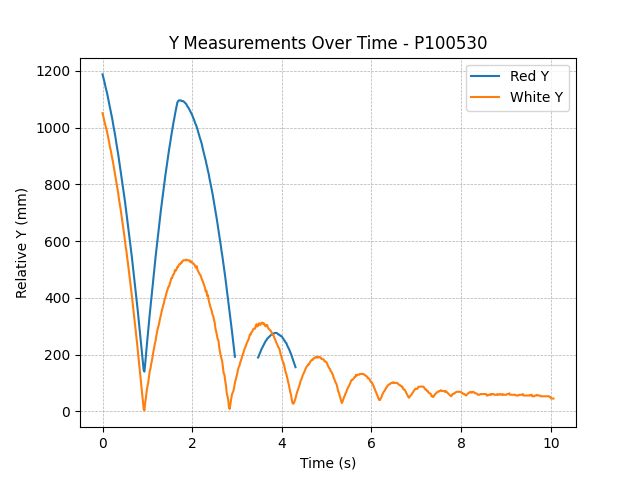 Y Measurements Over Time - P100530
Red Y
White Y
Relative Y (mm)
1200
1000
800
600
400
200
0
0 2 4 6 8 10
Time (s)